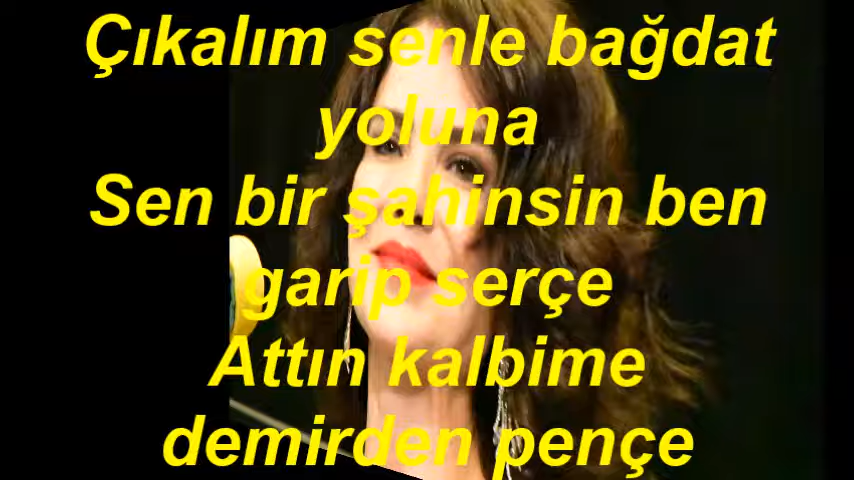 Çıkalım senle bağdat
yoluna
Sen bir şahinsin ben
garip serçe
Attın kalbime
demirden pençe